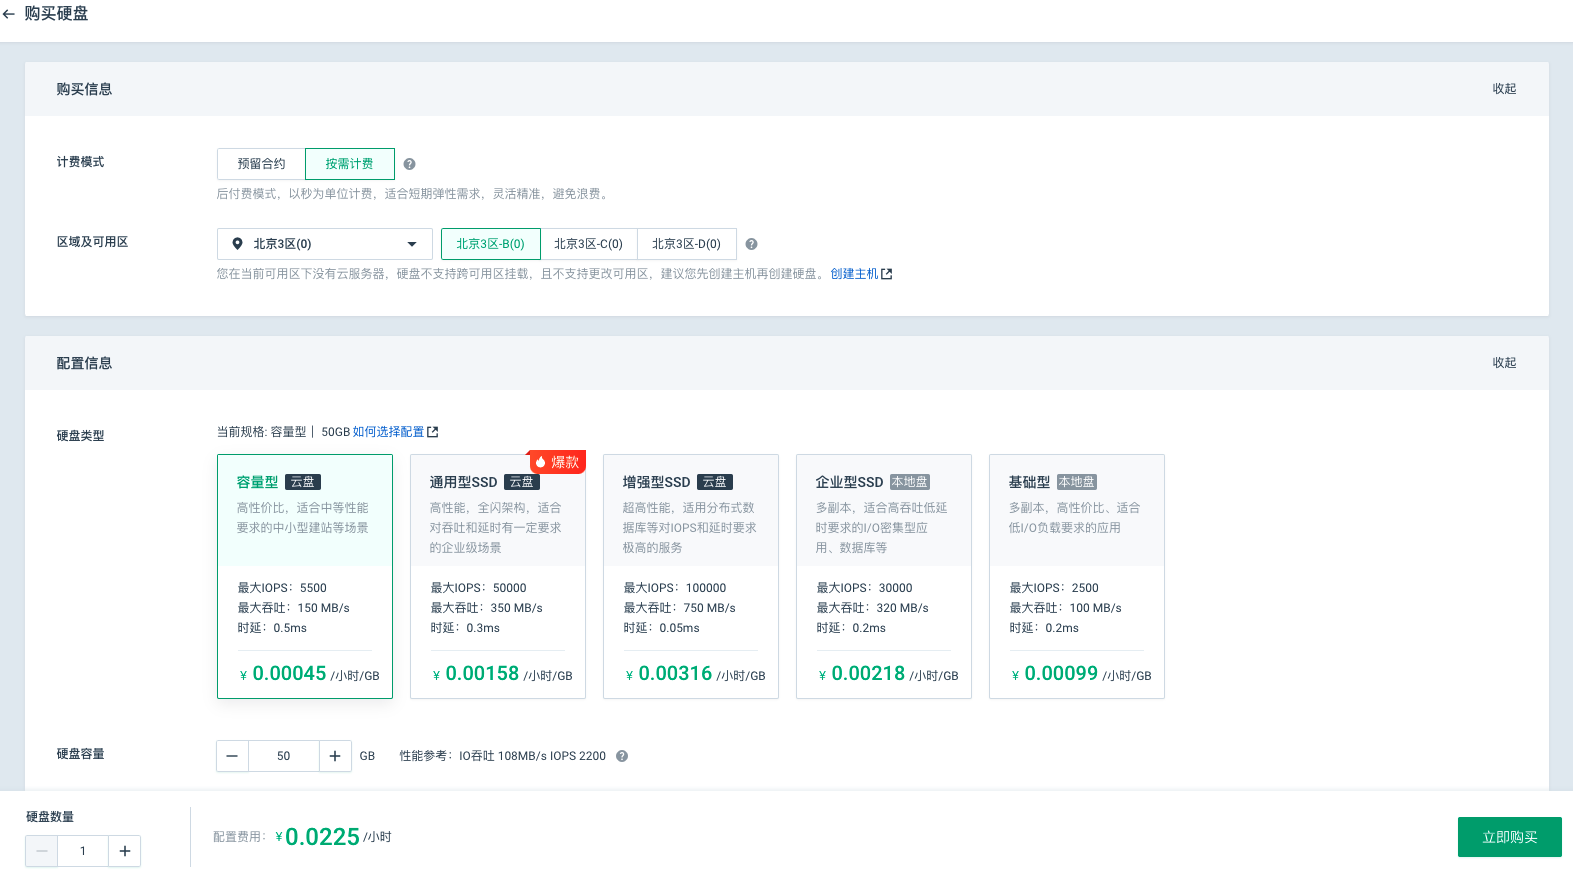 购买硬盘
购买信息
收起
计费模式
预留合约
按需计费
后付费模式，以秒为单位计费，适合短期弹性需求，灵活精准，避免浪费。
区域及可用区
北京3区(0)
北京3区-B(0)
北京3区-C(0)
北京3区-D(0)
您在当前可用区下没有云服务器，硬盘不支持跨可用区挂载，且不支持更改可用区，建议您先创建主机再创建硬盘。创建主机
配置信息
收起
硬盘类型
当前规格: 容量型 | 50GB 如何选择配置
容量型 云盘
高性价比，适合中等性能
要求的中小型建站等场景
最大IOPS：5500
最大吞吐：150 MB/s
时延：0.5ms
¥ 0.00045 /小时/GB
爆款
通用型SSD 云盘
高性能，全闪架构，适合
对吞吐和延时有一定要求
的企业级场景
最大IOPS：50000
最大吞吐：350 MB/s
时延：0.3ms
¥ 0.00158 /小时/GB
增强型SSD 云盘
超高性能，适用分布式数
据库等对IOPS和延时要求
极高的服务
最大IOPS：100000
最大吞吐：750 MB/s
时延：0.05ms
¥ 0.00316 /小时/GB
企业型SSD 本地盘
多副本，适合高吞吐低延
时要求的I/O密集型应
用、数据库等
最大IOPS：30000
最大吞吐：320 MB/s
时延：0.2ms
¥ 0.00218 /小时/GB
基础型 本地盘
多副本，高性价比、适合
低I/O负载要求的应用
最大IOPS：2500
最大吞吐：100 MB/s
时延：0.2ms
¥ 0.00099 /小时/GB
硬盘容量
50
GB
性能参考：IO吞吐 108MB/s IOPS 2200
硬盘数量
1
配置费用：¥0.0225/小时
立即购买